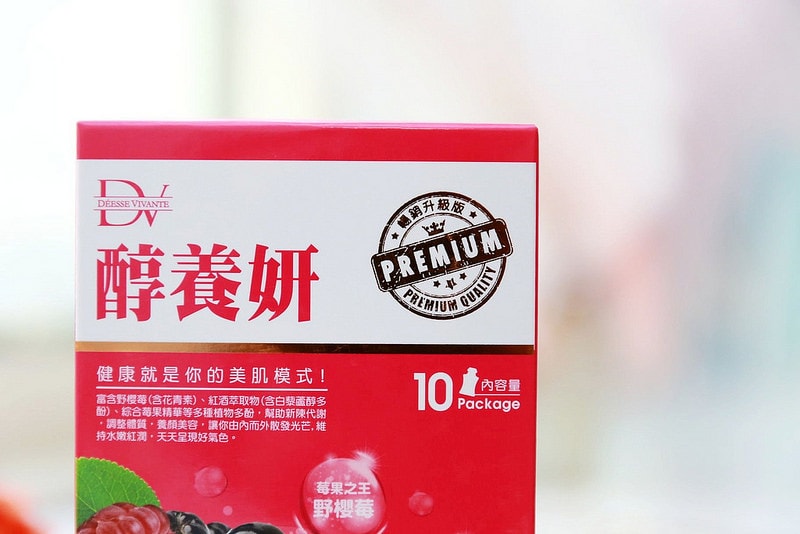 DV
DÉESSE VIVANTE
醇養妍
暢銷升級版
PREMIUM
PREMIUM QUALITY
健康就是你的美肌模式！
富含野櫻莓(含花青素)、紅酒萃取物(含白藜蘆醇多
酚)、綜合莓果精華等多種植物多酚，幫助新陳代謝
，調整體質，養顏美容，讓你由內而外散發光芒,維
持水嫩紅潤，天天呈現好氣色。
10 內容量
Package
莓果之王
野櫻莓